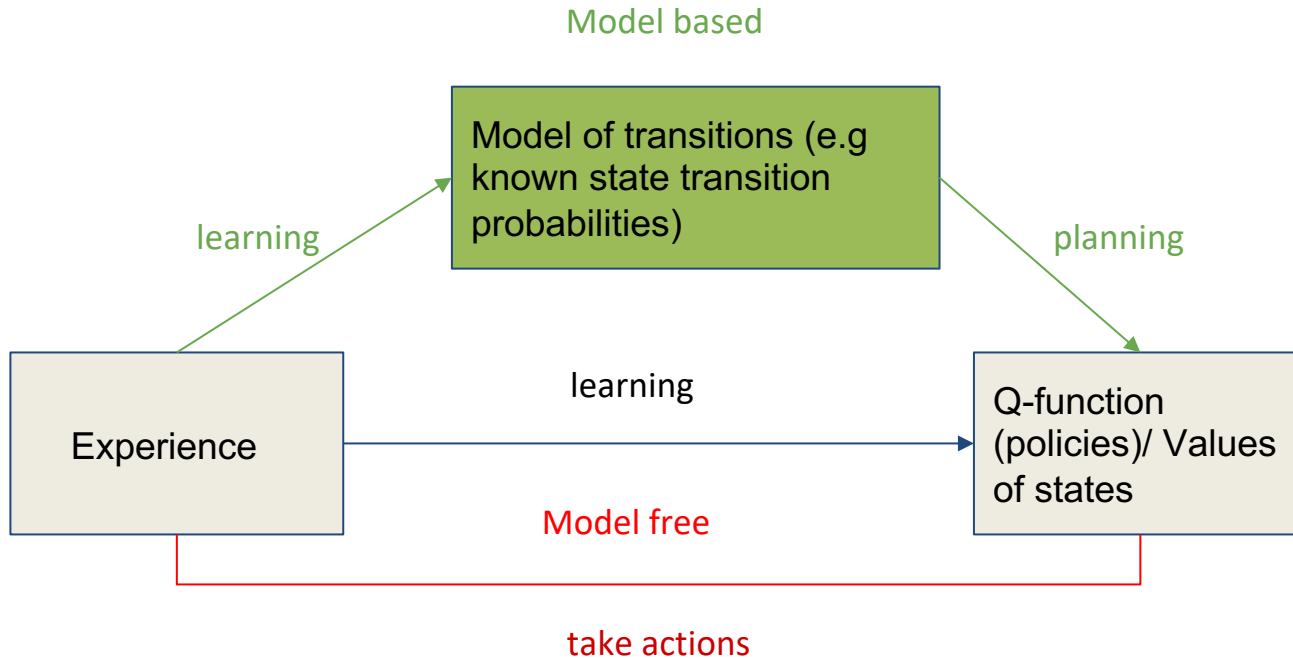 Model based
Model of transitions (e.g
known state transition
probabilities)
learning
planning
learning
Experience
Q-function
(policies)/ Values
of states
Model free
take actions